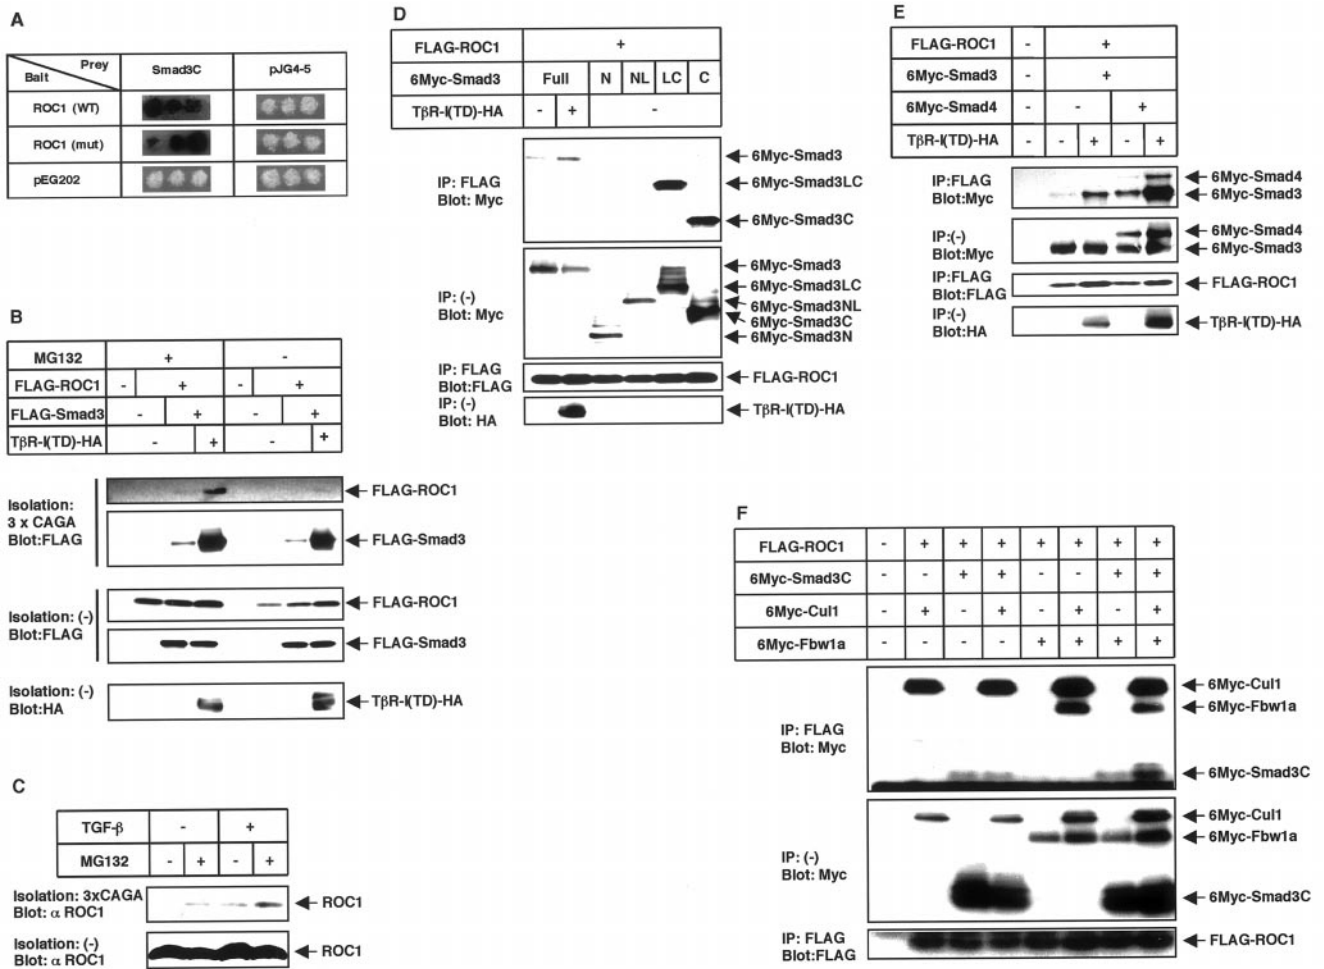 A
Prey
Bait
Smad3C
pJG4-5
ROC1 (WT)
ROC1 (mut)
pEG202
B
MG132 + -
FLAG-ROC1 - + - +
FLAG-Smad3 - + - +
TβR-I(TD)-HA - + - +
Isolation:
3 x CAGA
Blot:FLAG
FLAG-ROC1
FLAG-Smad3
Isolation: (-)
Blot:FLAG
FLAG-ROC1
FLAG-Smad3
Isolation: (-)
Blot:HA
TβR-I(TD)-HA
C
TGF-β - +
MG132 - + - +
Isolation: 3xCAGA
Blot: α ROC1
ROC1
Isolation: (-)
Blot: α ROC1
ROC1
D
FLAG-ROC1 +
6Myc-Smad3 Full N NL LC C
TβR-I(TD)-HA - + -
IP: FLAG
Blot: Myc
6Myc-Smad3
6Myc-Smad3LC
6Myc-Smad3C
IP: (-)
Blot: Myc
6Myc-Smad3
6Myc-Smad3LC
6Myc-Smad3NL
6Myc-Smad3C
6Myc-Smad3N
IP: FLAG
Blot:FLAG
FLAG-ROC1
IP: (-)
Blot: HA
TβR-I(TD)-HA
E
FLAG-ROC1 - +
6Myc-Smad3 - +
6Myc-Smad4 - - +
TβR-I(TD)-HA - - + - +
IP:FLAG
Blot:Myc
6Myc-Smad4
6Myc-Smad3
IP:(-)
Blot:Myc
6Myc-Smad4
6Myc-Smad3
IP:FLAG
Blot:FLAG
FLAG-ROC1
IP:(-)
Blot:HA
TβR-I(TD)-HA
F
FLAG-ROC1 - + + + + + + +
6Myc-Smad3C - - + + - - + +
6Myc-Cul1 - + - + - + - +
6Myc-Fbw1a - - - - + + + +
IP: FLAG
Blot: Myc
6Myc-Cul1
6Myc-Fbw1a
6Myc-Smad3C
IP: (-)
Blot: Myc
6Myc-Cul1
6Myc-Fbw1a
6Myc-Smad3C
IP: FLAG
Blot:FLAG
FLAG-ROC1